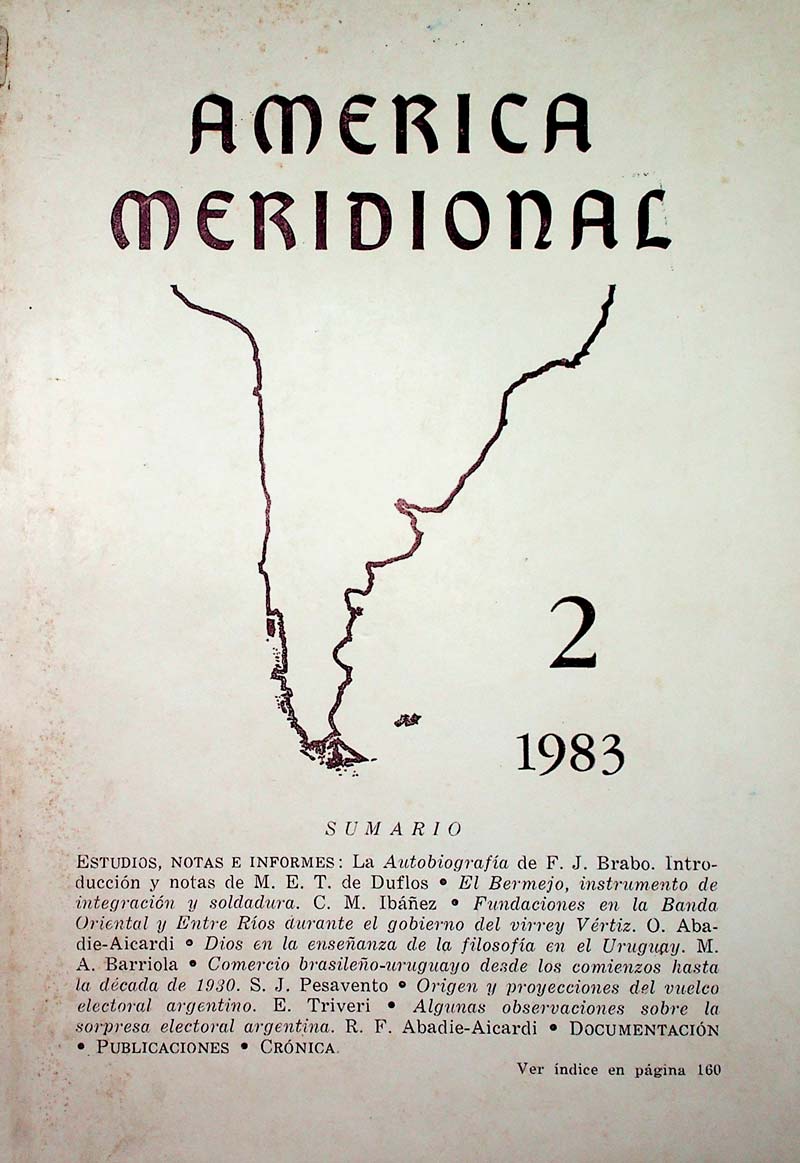 AMERICA
MERIDIONAL
2
1983
SUMARIO
ESTUDIOS, NOTAS E INFORMES: La Autobiografía de F. J. Brabo. Intro-
ducción y notas de M. E. T. de Duflos • El Bermejo, instrumento de
integración y soldadura. C. M. Ibáñez • Fundaciones en la Banda
Oriental y Entre Ríos durante el gobierno del virrey Vértiz. O. Aba-
die-Aicardi • Dios en la enseñanza de la filosofía en el Uruguay. M.
A. Barriola • Comercio brasileño-uruguayo desde los comienzos hasta
la década de 1930. S. J. Pesavento • Origen y proyecciones del vuelco
electoral argentino. E. Triveri • Algunas observaciones sobre la
sorpresa electoral argentina. R. F. Abadie-Aicardi • DOCUMENTACIÓN
• PUBLICACIONES • CRÓNICA.
Ver índice en página 160